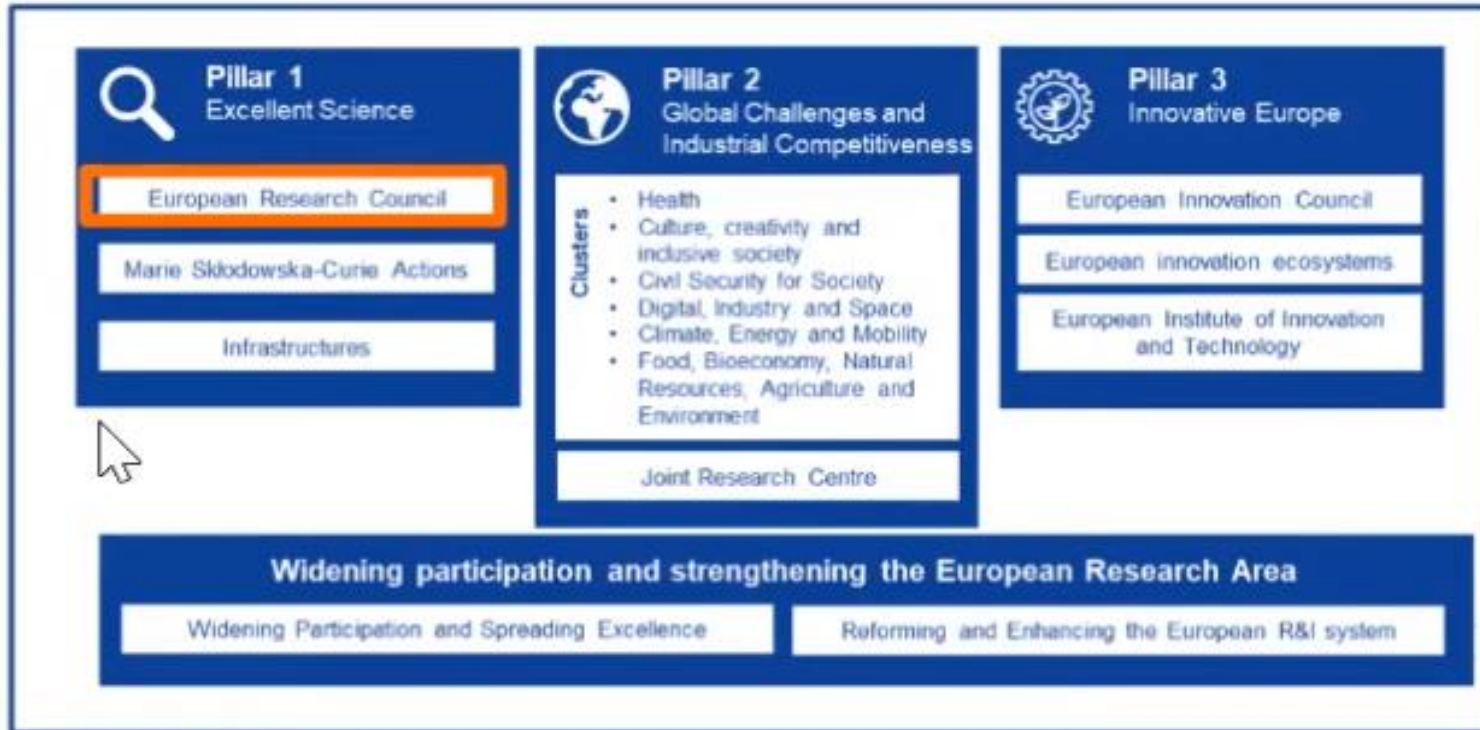 Pillar 1
Excellent Science
European Research Council
Marie Skłodowska-Curie Actions
Infrastructures
Pillar 2
Global Challenges and
Industrial Competitiveness
Clusters
• Health
• Culture, creativity and
inclusive society
• Civil Security for Society
• Digital, Industry and Space
• Climate, Energy and Mobility
• Food, Bioeconomy, Natural
Resources, Agriculture and
Environment
Joint Research Centre
Pillar 3
Innovative Europe
European Innovation Council
European innovation ecosystems
European Institute of Innovation
and Technology
Widening participation and strengthening the European Research Area
Widening Participation and Spreading Excellence
Reforming and Enhancing the European R&I system